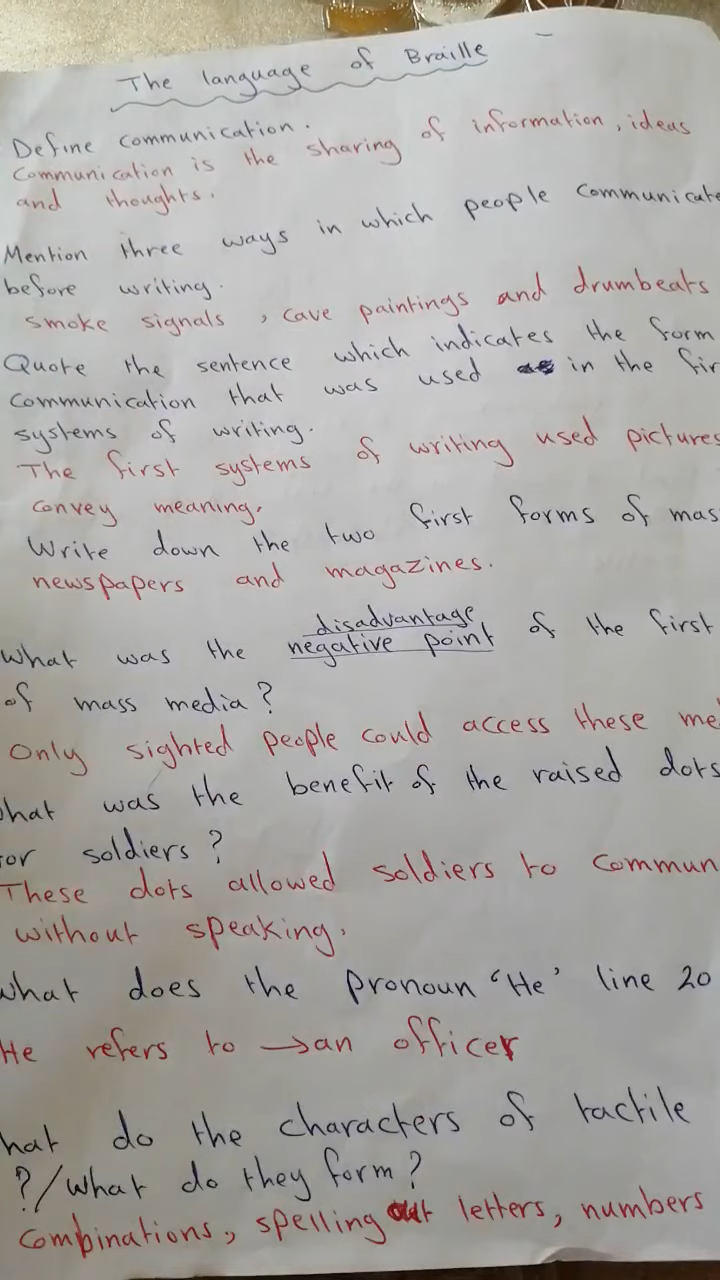 The language of Braille
Define communication.
Communication is the sharing of information, ideas
and thoughts.
Mention three ways in which people communicate
before writing.
smoke signals, cave paintings and drumbeats
Quote the sentence which indicates the form
communication that was used in the fir
systems of writing.
The first systems of writing used pictures
convey meaning.
Write down the two first forms of mas
newspapers and magazines.
disadvantage
What was the negative point of the first
of mass media?
Only sighted people could access these me
hat was the benefit of the raised dots
or soldiers?
These dots allowed soldiers to commun
without speaking.
what does the pronoun 'He' line 20
He refers to → an officer
hat do the characters of tactile
?/what do they form?
combinations, spelling out letters, numbers